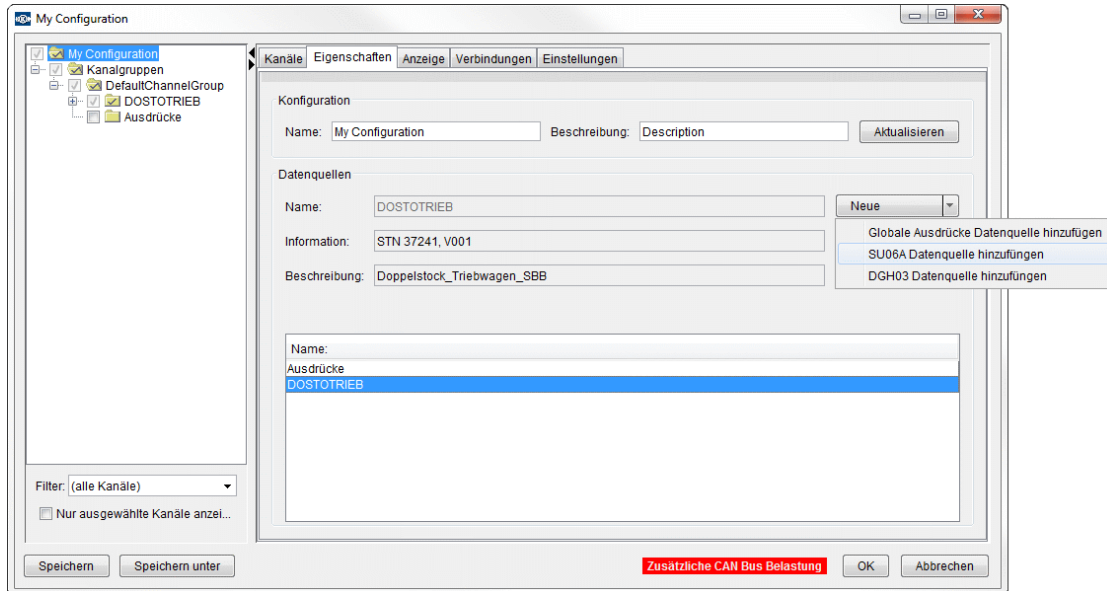 My Configuration
My Configuration
Kanalgruppen
DefaultChannelGroup
DOSTOTRIEB
Ausdrücke
Filter: (alle Kanäle)
Nur ausgewählte Kanäle anzei...
Kanäle Eigenschaften Anzeige Verbindungen Einstellungen
Konfiguration
Name: My Configuration Beschreibung: Description Aktualisieren
Datenquellen
Name: DOSTOTRIEB Neue
Information: STN 37241, V001
Beschreibung: Doppelstock_Triebwagen_SBB
Globale Ausdrücke Datenquelle hinzufügen
SU06A Datenquelle hinzufüngen
DGH03 Datenquelle hinzufüngen
Name:
Ausdrücke
DOSTOTRIEB
Speichern Speichern unter Zusätzliche CAN Bus Belastung OK Abbrechen